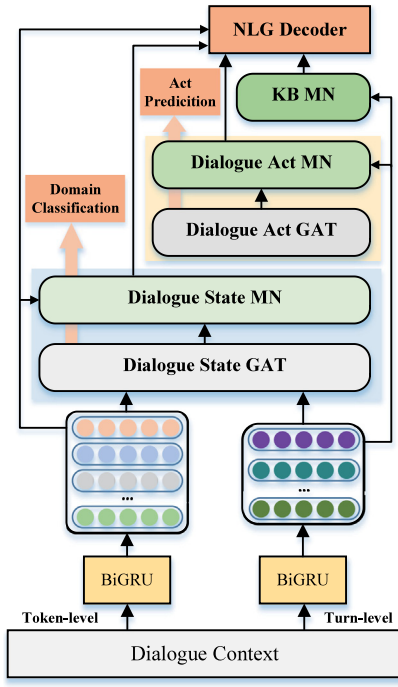 NLG Decoder
Act
Predicition
KB MN
Dialogue Act MN
Domain
Classification
Dialogue Act GAT
Dialogue State MN
Dialogue State GAT
...
...
BiGRU
BiGRU
Token-level
Turn-level
Dialogue Context